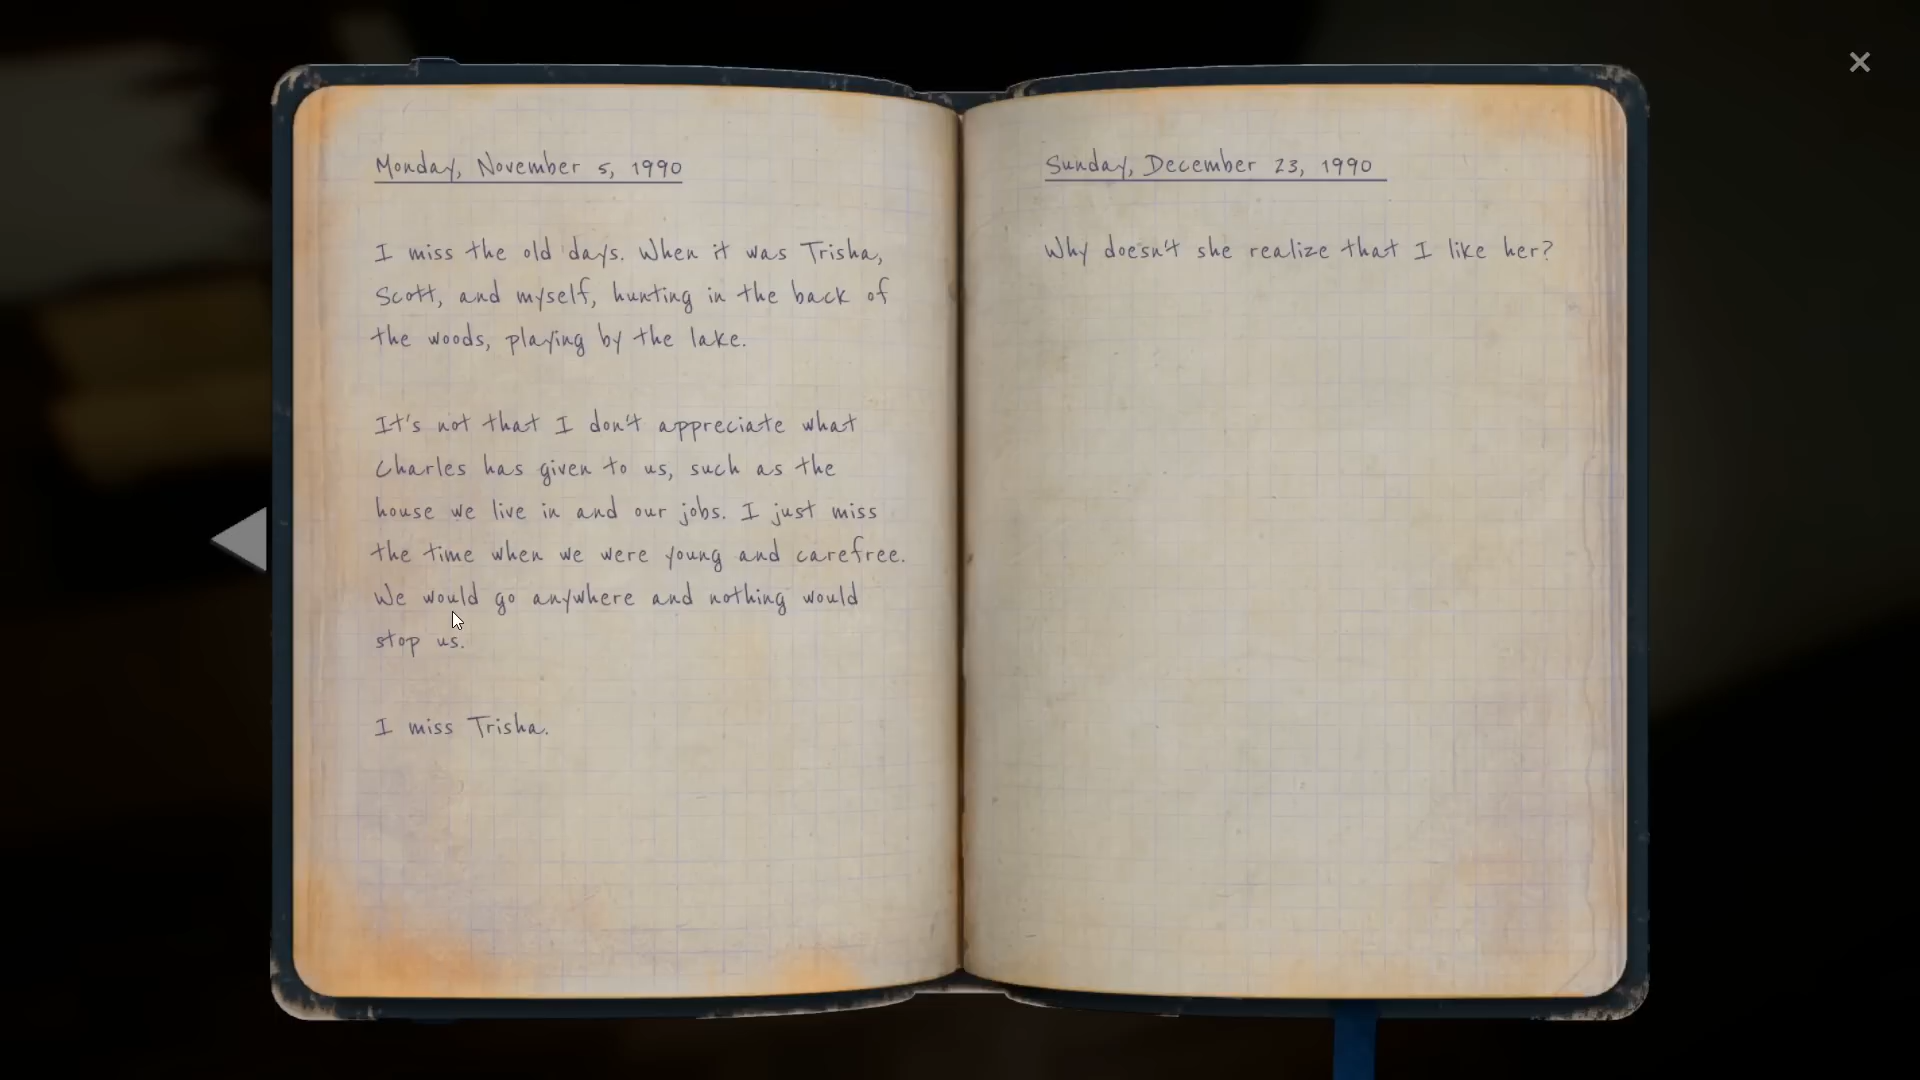 Monday, November 5, 1990
I miss the old days. When it was Trisha,
Scott, and myself, hunting in the back of
the woods, playing by the lake.
It's not that I don't appreciate what
Charles has given to us, such as the
house we live in and our jobs. I just miss
the time when we were young and carefree.
We would go anywhere and nothing would
stop us.
I miss Trisha.
Sunday, December 23, 1990
Why doesn't she realize that I like her?